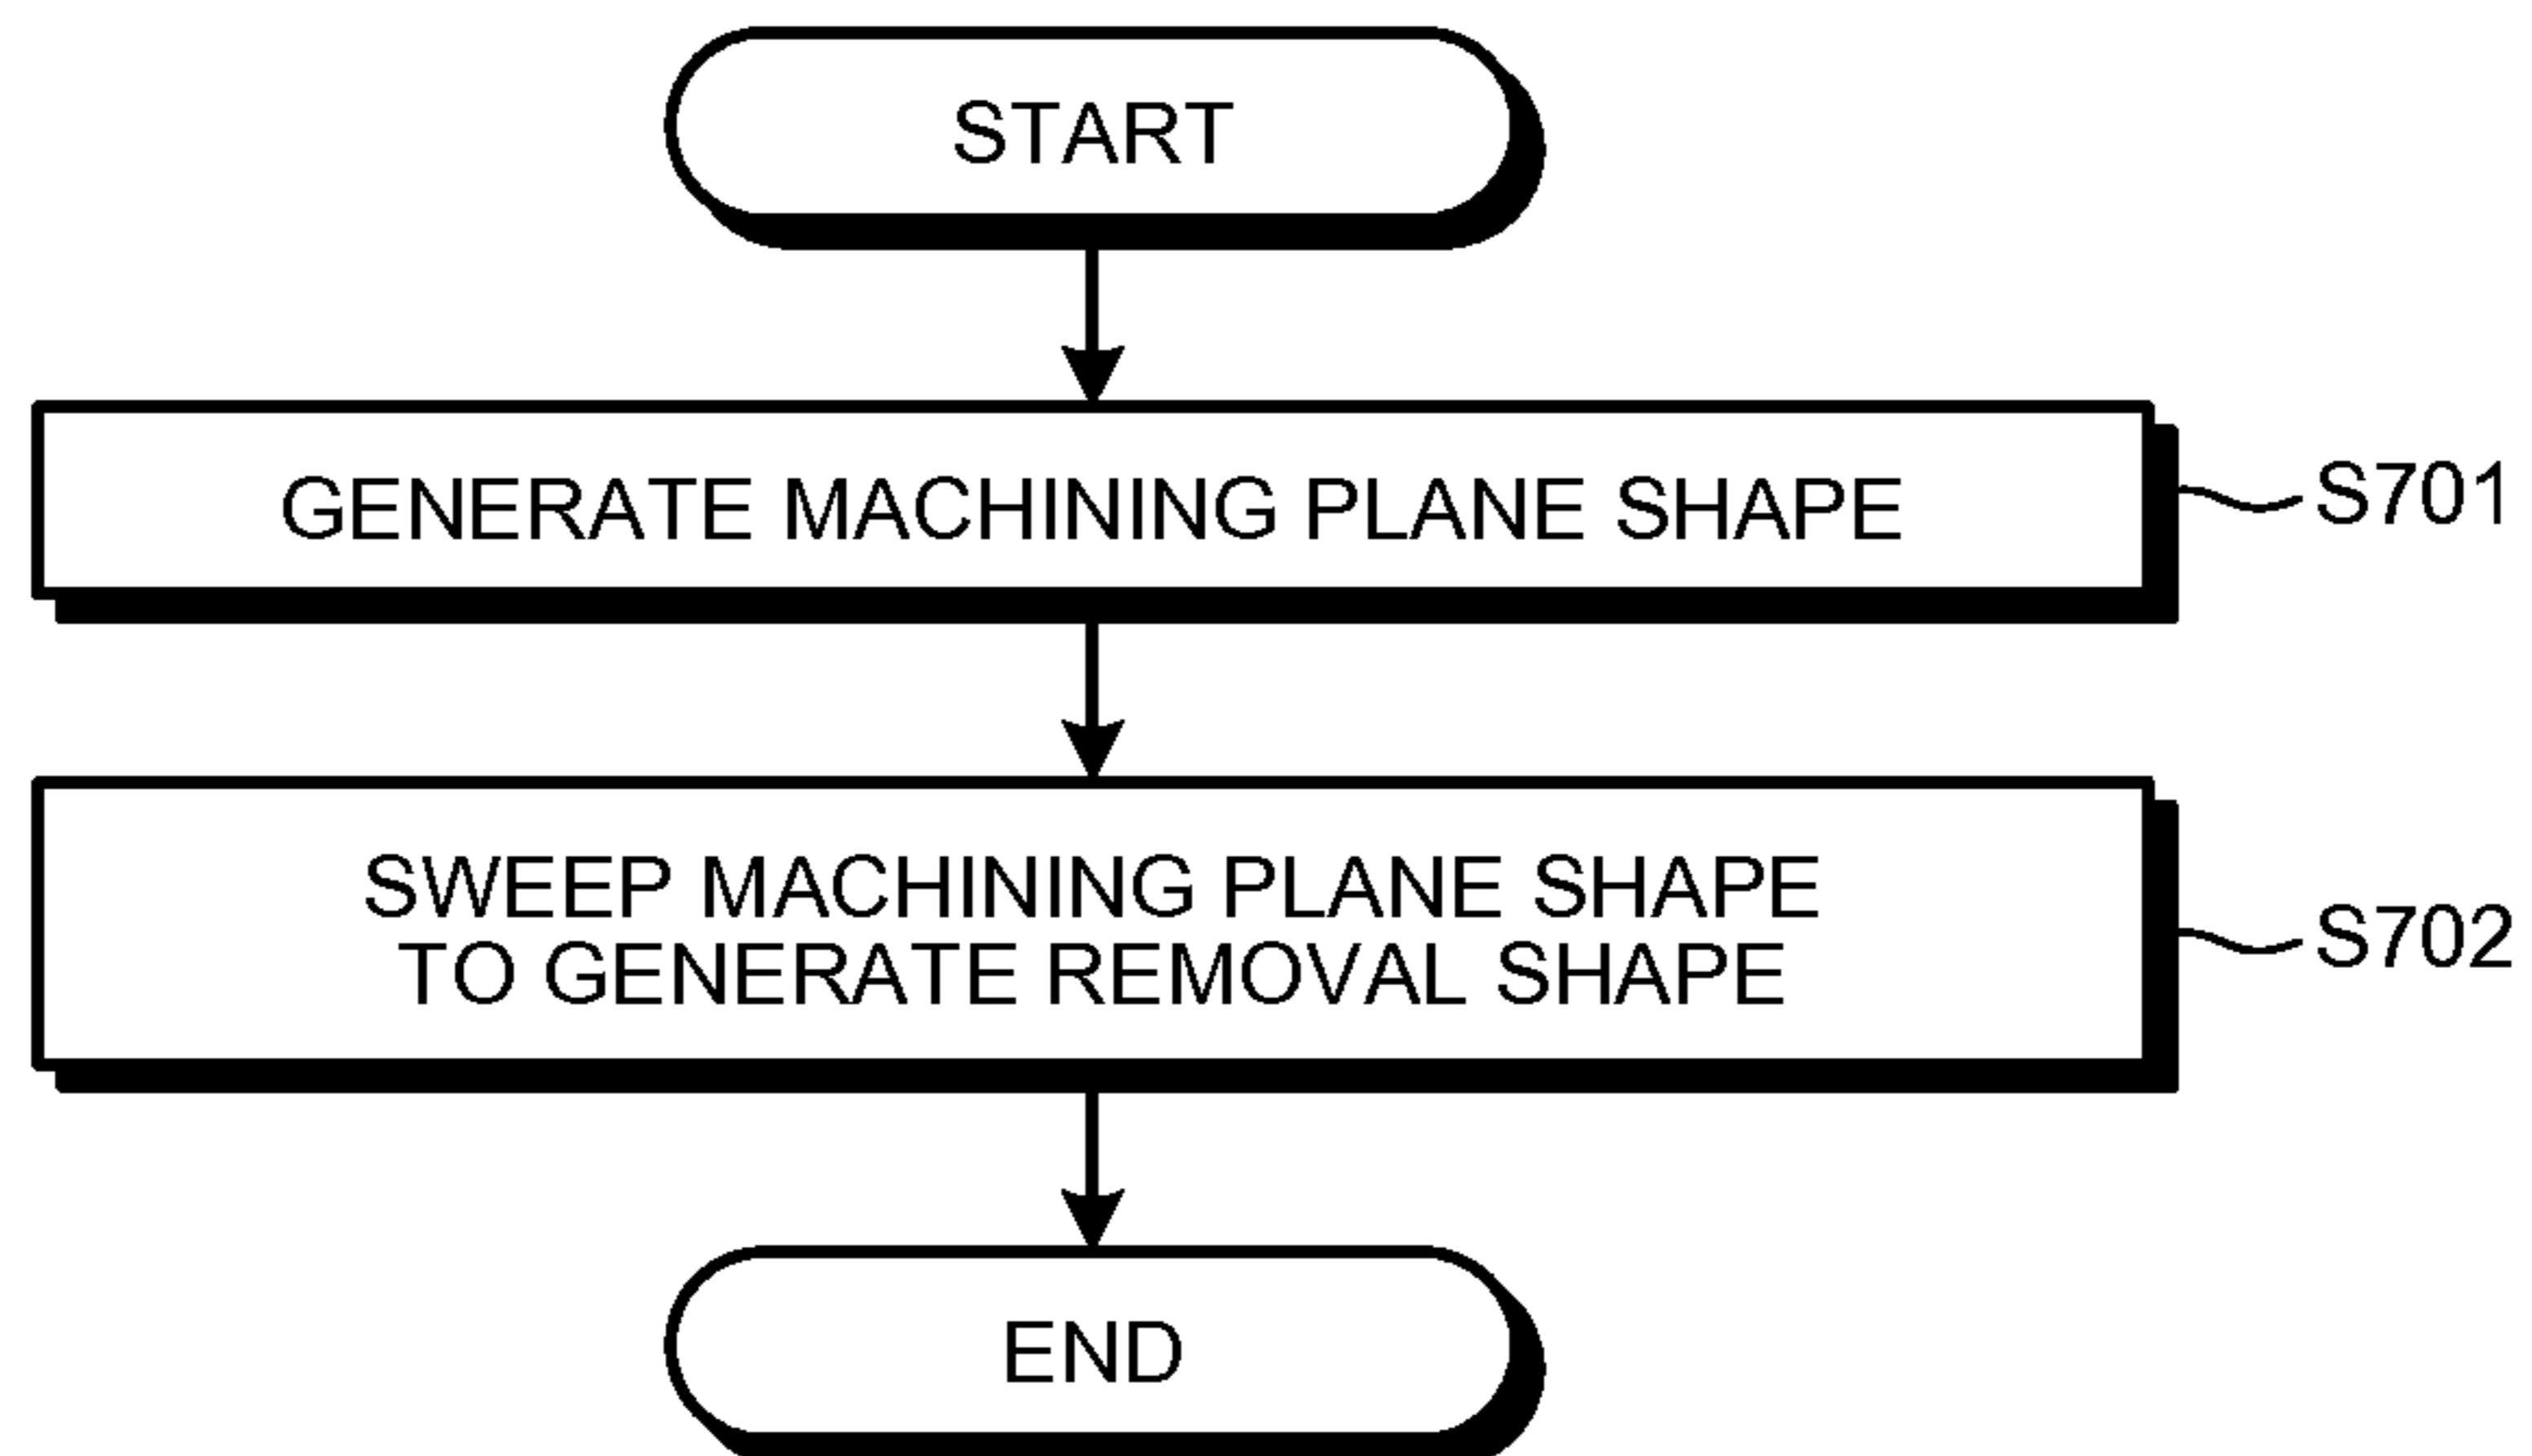 START
GENERATE MACHINING PLANE SHAPE
S701
SWEEP MACHINING PLANE SHAPE
TO GENERATE REMOVAL SHAPE
S702
END